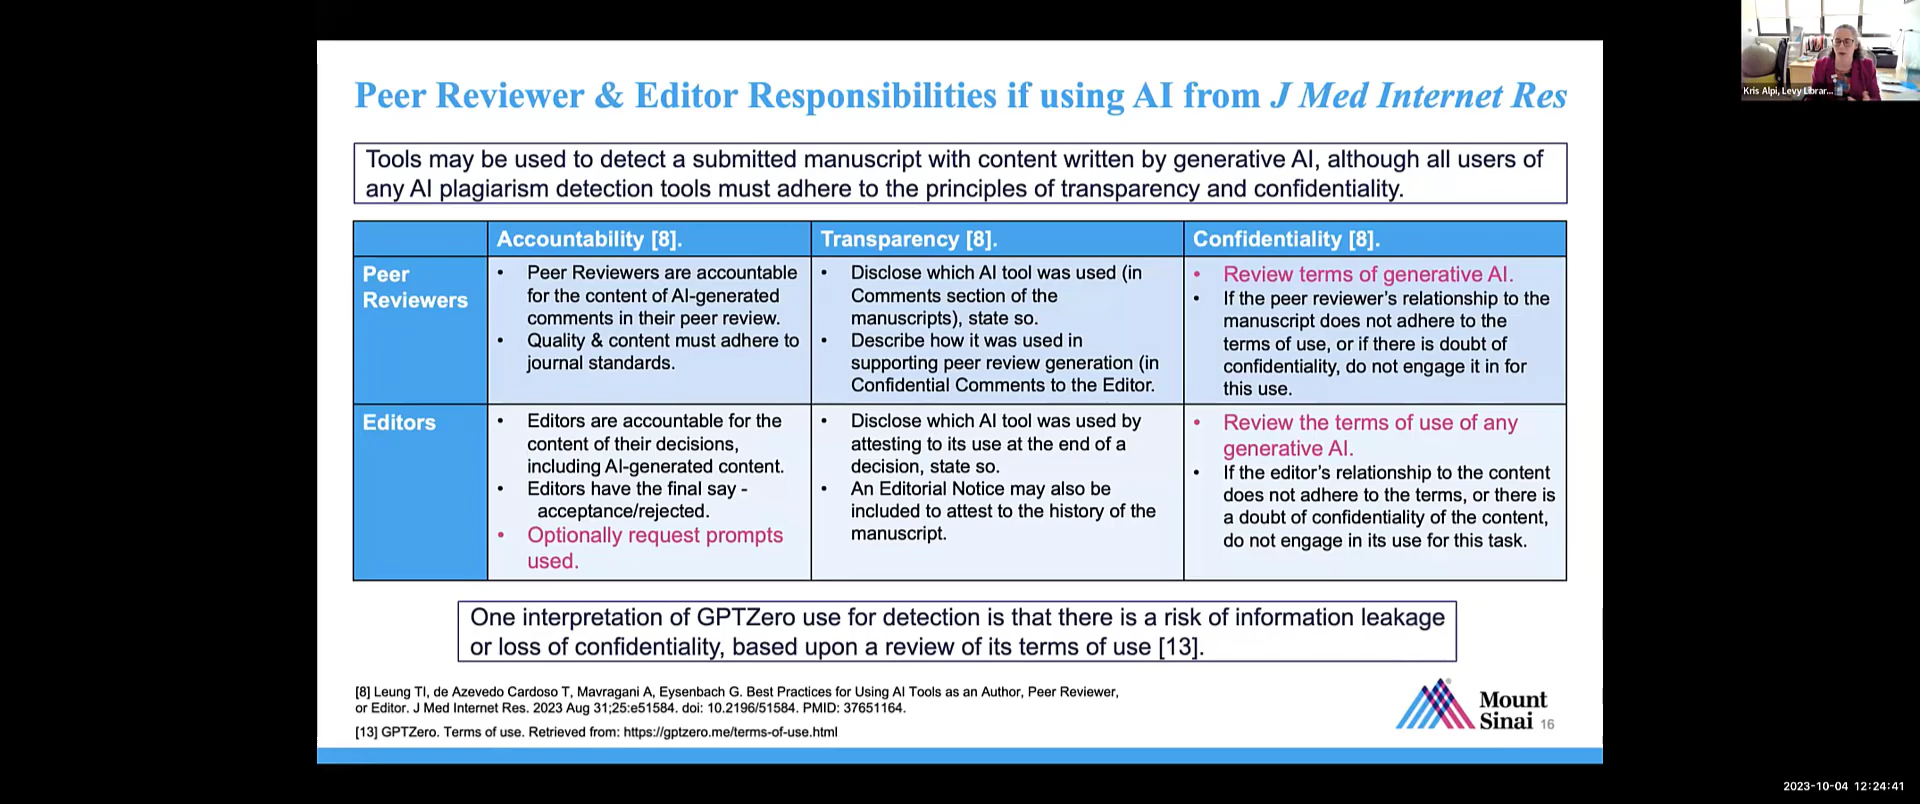 Peer Reviewer & Editor Responsibilities if using AI from J Med Internet Res
Kris Alpi, Levy Librar...
Tools may be used to detect a submitted manuscript with content written by generative AI, although all users of
any AI plagiarism detection tools must adhere to the principles of transparency and confidentiality.
Accountability [8].
Transparency [8].
Confidentiality [8].
Peer
Reviewers
• Peer Reviewers are accountable
for the content of AI-generated
comments in their peer review.
• Quality & content must adhere to
journal standards.
• Disclose which AI tool was used (in
Comments section of the
manuscripts), state so.
• Describe how it was used in
supporting peer review generation (in
Confidential Comments to the Editor.
• Review terms of generative AI.
• If the peer reviewer's relationship to the
manuscript does not adhere to the
terms of use, or if there is doubt of
confidentiality, do not engage it in for
this use.
Editors
• Editors are accountable for the
content of their decisions,
including AI-generated content.
• Editors have the final say -
acceptance/rejected.
• Optionally request prompts
used.
• Disclose which AI tool was used by
attesting to its use at the end of a
decision, state so.
• An Editorial Notice may also be
included to attest to the history of the
manuscript.
• Review the terms of use of any
generative AI.
• If the editor's relationship to the content
does not adhere to the terms, or there is
a doubt of confidentiality of the content,
do not engage in its use for this task.
One interpretation of GPTZero use for detection is that there is a risk of information leakage
or loss of confidentiality, based upon a review of its terms of use [13].
[8] Leung TI, de Azevedo Cardoso T, Mavragani A, Eysenbach G. Best Practices for Using AI Tools as an Author, Peer Reviewer,
or Editor. J Med Internet Res. 2023 Aug 31;25:e51584. doi: 10.2196/51584. PMID: 37651164.
[13] GPTZero. Terms of use. Retrieved from: https://gptzero.me/terms-of-use.html
Mount
Sinai 16
2023-10-04 12:24:41